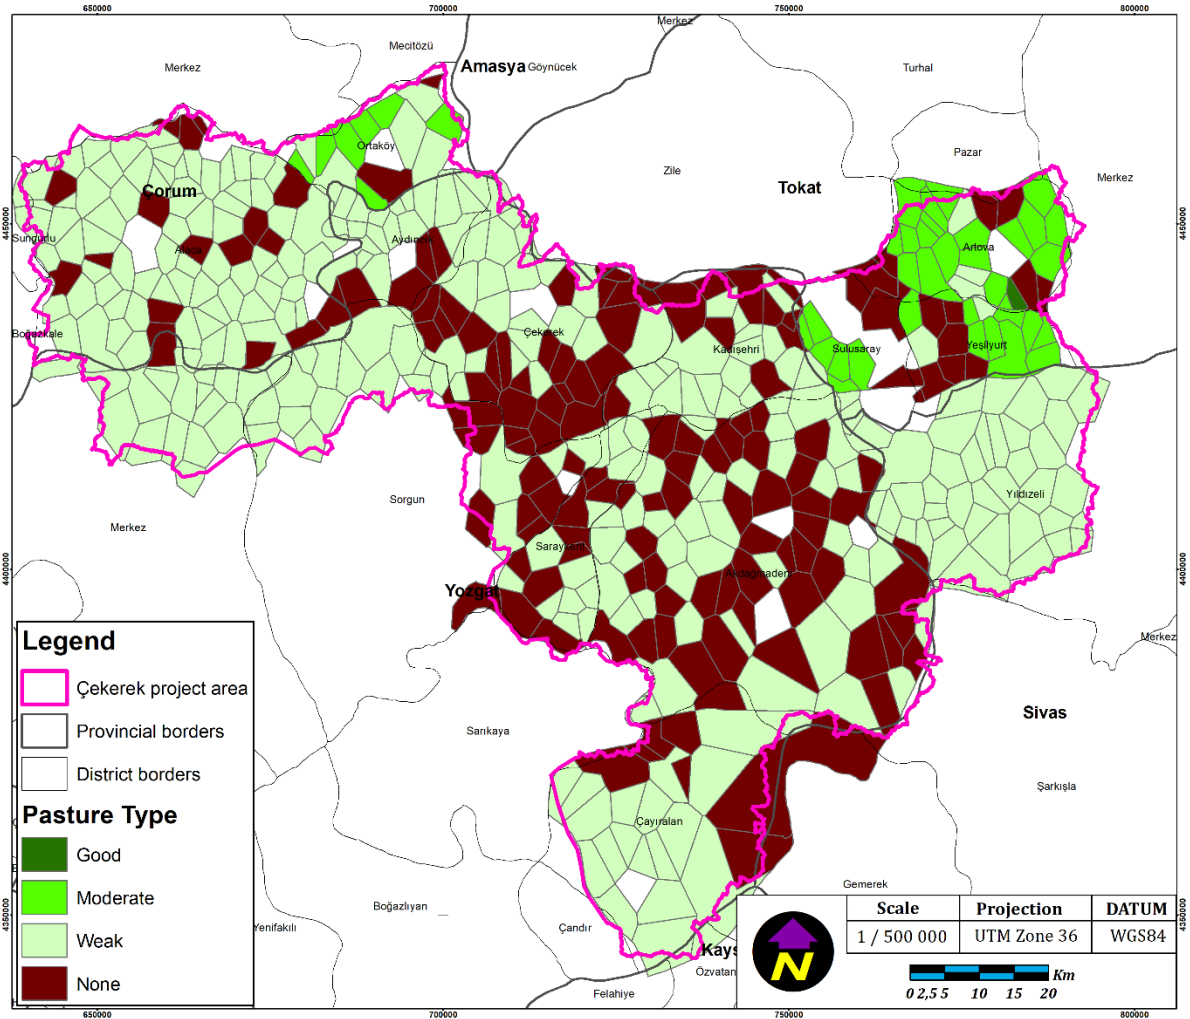 650000
700000
750000
800000
Merkez
Mecitözü
Merkez
Amasya
Göynücek
Turhal
Ortaköy
Pazar
Zile
Merkez
Çorum
Tokat
4450000
4450000
Sungurlu
Alaca
Aydıncık
Artova
Boğazkale
Çekerek
Kadışehri
Sulusaray
Yeşilyurt
Sorgun
Yıldızeli
Merkez
Saraykent
4400000
4400000
Akdağmadeni
Yozgat
Merkez
Legend
Çekerek project area
Provincial borders
District borders
Pasture Type
Good
Moderate
Weak
None
Sarıkaya
Sivas
Şarkışla
Çayıralan
Gemerek
Boğazlıyan
Yenifakılı
Çandır
4350000
Kays
Özvatan
Felahiye
Scale
Projection
DATUM
1 / 500 000
UTM Zone 36
WGS84
N
Km
0 2,5 5 10 15 20
650000
700000
750000
800000